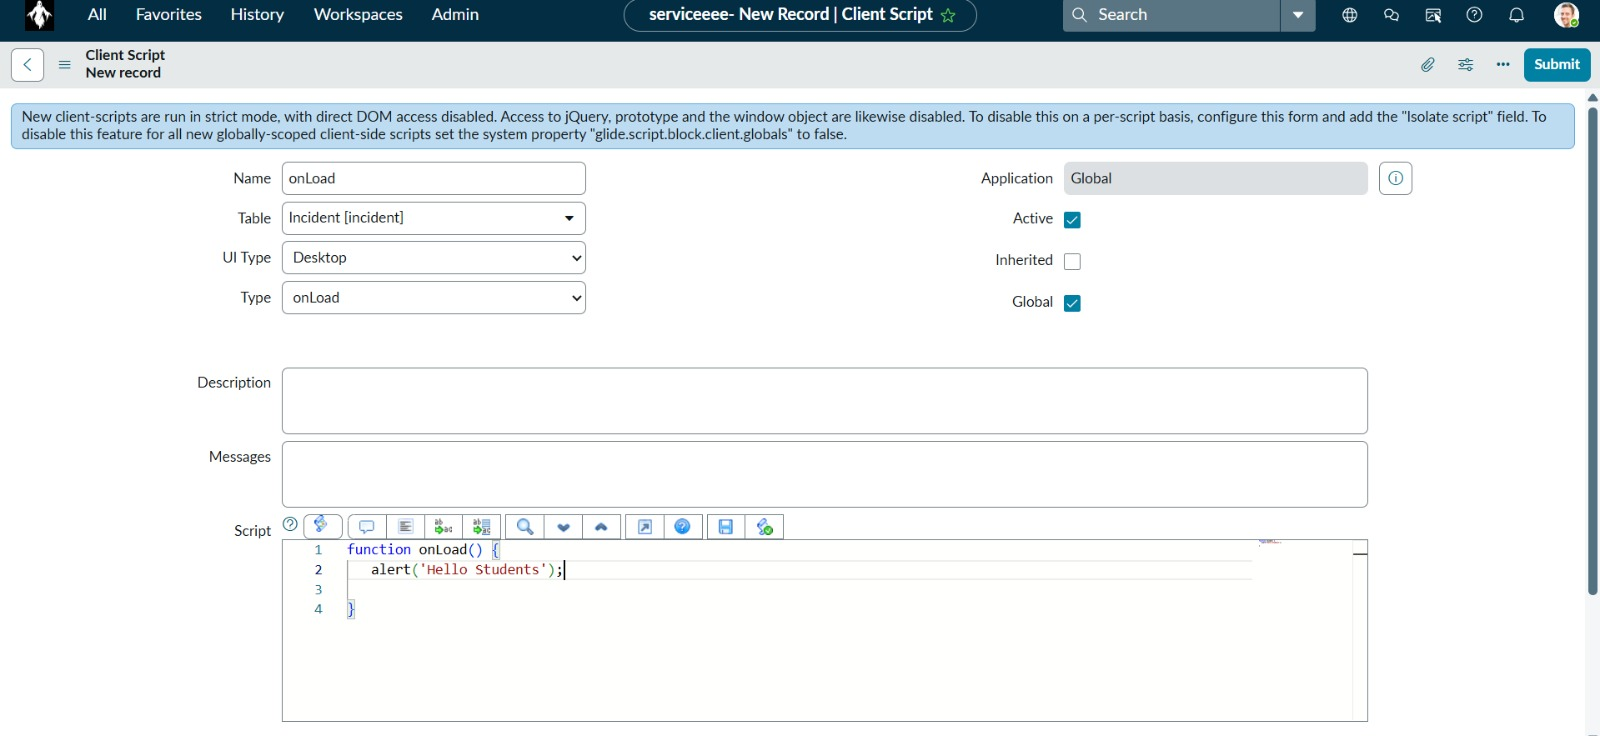 All Favorites History Workspaces Admin serviceeee- New Record | Client Script Search
Client Script
New record
Submit
New client-scripts are run in strict mode, with direct DOM access disabled. Access to jQuery, prototype and the window object are likewise disabled. To disable this on a per-script basis, configure this form and add the "Isolate script" field. To
disable this feature for all new globally-scoped client-side scripts set the system property "glide.script.block.client.globals" to false.
Name onLoad Application Global
Table Incident [incident] Active
UI Type Desktop Inherited
Type onLoad Global
Description
Messages
Script
1 function onLoad() {
2 alert('Hello Students');
3
4 }